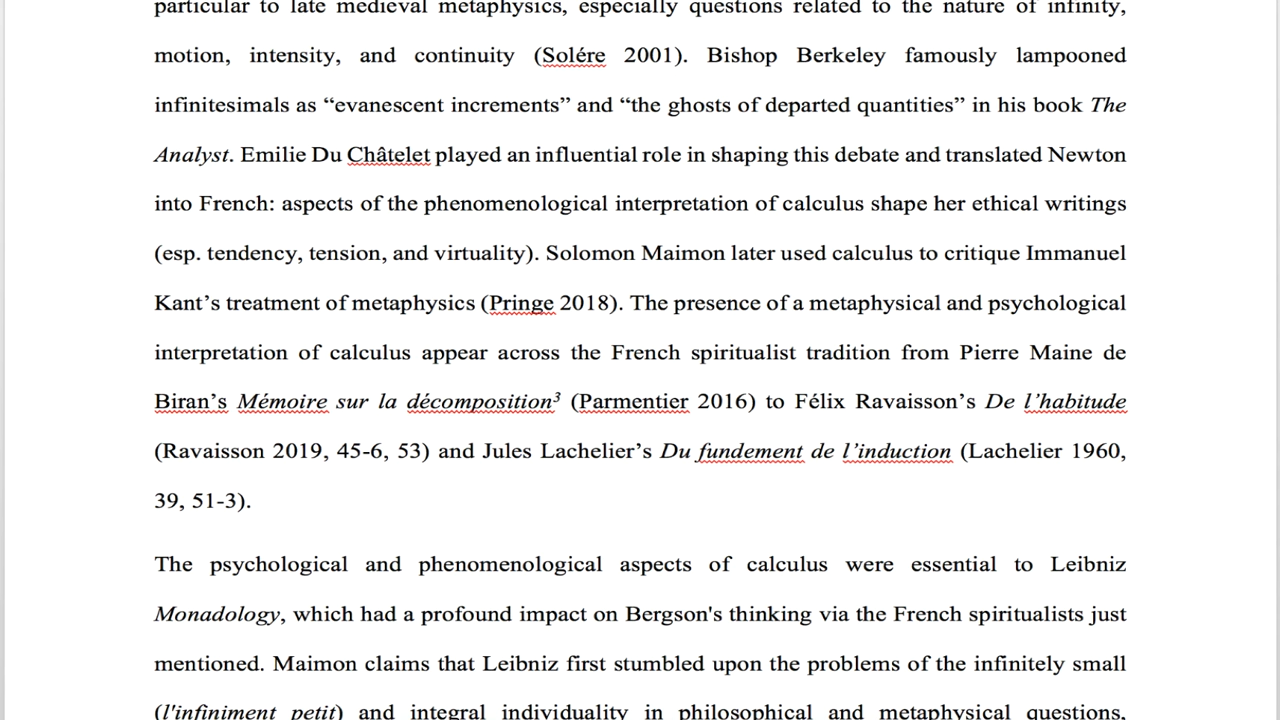 particular to late medieval metaphysics, especially questions related to the nature of infinity,
motion, intensity, and continuity (Solére 2001). Bishop Berkeley famously lampooned
infinitesimals as “evanescent increments” and “the ghosts of departed quantities” in his book The
Analyst. Emilie Du Châtelet played an influential role in shaping this debate and translated Newton
into French: aspects of the phenomenological interpretation of calculus shape her ethical writings
(esp. tendency, tension, and virtuality). Solomon Maimon later used calculus to critique Immanuel
Kant’s treatment of metaphysics (Pringe 2018). The presence of a metaphysical and psychological
interpretation of calculus appear across the French spiritualist tradition from Pierre Maine de
Biran’s Mémoire sur la décomposition³ (Parmentier 2016) to Félix Ravaisson’s De l’habitude
(Ravaisson 2019, 45-6, 53) and Jules Lachelier’s Du fundement de l’induction (Lachelier 1960,
39, 51-3).
The psychological and phenomenological aspects of calculus were essential to Leibniz
Monadology, which had a profound impact on Bergson's thinking via the French spiritualists just
mentioned. Maimon claims that Leibniz first stumbled upon the problems of the infinitely small
(l'infiniment petit) and integral individuality in philosophical and metaphysical questions,